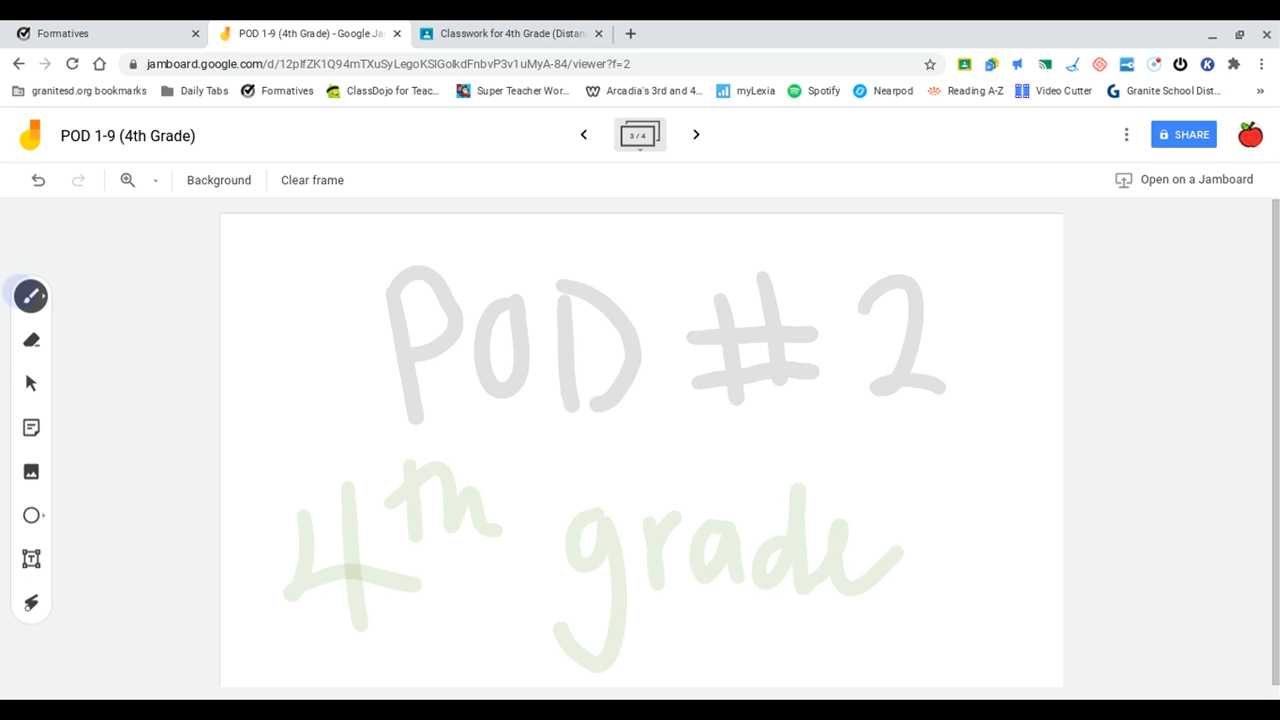 Formatives
POD 1-9 (4th Grade) - Google Ja
Classwork for 4th Grade (Distan
jamboard.google.com/d/12pIfZK1Q94mTXuSyLegoKSIGolkdFnbvP3v1uMyA-84/viewer?f=2
granitesd.org bookmarks Daily Tabs Formatives ClassDojo for Teac... Super Teacher Wor... Arcadia's 3rd and 4... myLexia Spotify Nearpod Reading A-Z Video Cutter Granite School Dist... »
POD 1-9 (4th Grade) 3 / 4 SHARE
Background Clear frame Open on a Jamboard
POD # 2
4th grade